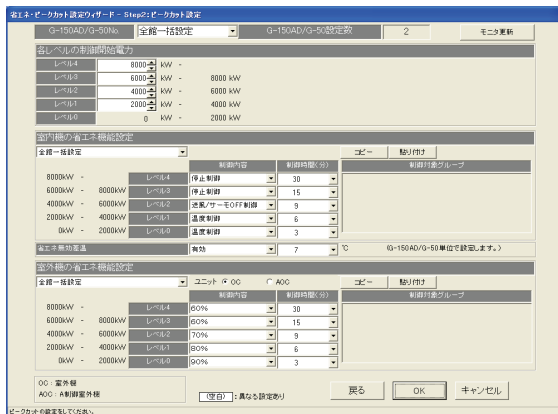 省エネ・ピークカット設定ウィザード - Step2:ピークカット設定
G-150AD/G-50No. 全館一括設定 G-150AD/G-50設定数 2 モニタ更新
各レベルの制御開始電力
レベル4 8000 kW -
レベル3 6000 kW - 8000 kW
レベル2 4000 kW - 6000 kW
レベル1 2000 kW - 4000 kW
レベル0 0 kW - 2000 kW
室内機の省エネ機能設定
全館一括設定 コピー 貼り付け
制御内容 制御時間(分) 制御対象グループ
8000kW - レベル4 停止制御 30
6000kW - 8000kW レベル3 停止制御 15
4000kW - 6000kW レベル2 送風/サーモOFF制御 9
2000kW - 4000kW レベル1 温度制御 6
0kW - 2000kW レベル0 温度制御 3
省エネ無効差温 有効 7 ℃ (G-150AD/G-50単位で設定します。)
室外機の省エネ機能設定
全館一括設定 ユニット OC AOC コピー 貼り付け
制御内容 制御時間(分) 制御対象グループ
8000kW - レベル4 60% 30
6000kW - 8000kW レベル3 60% 15
4000kW - 6000kW レベル2 70% 9
2000kW - 4000kW レベル1 80% 6
0kW - 2000kW レベル0 90% 3
OC : 室外機
AOC : A制御室外機
(空白) : 異なる設定あり
戻る OK キャンセル
ピークカットの設定をしてください。